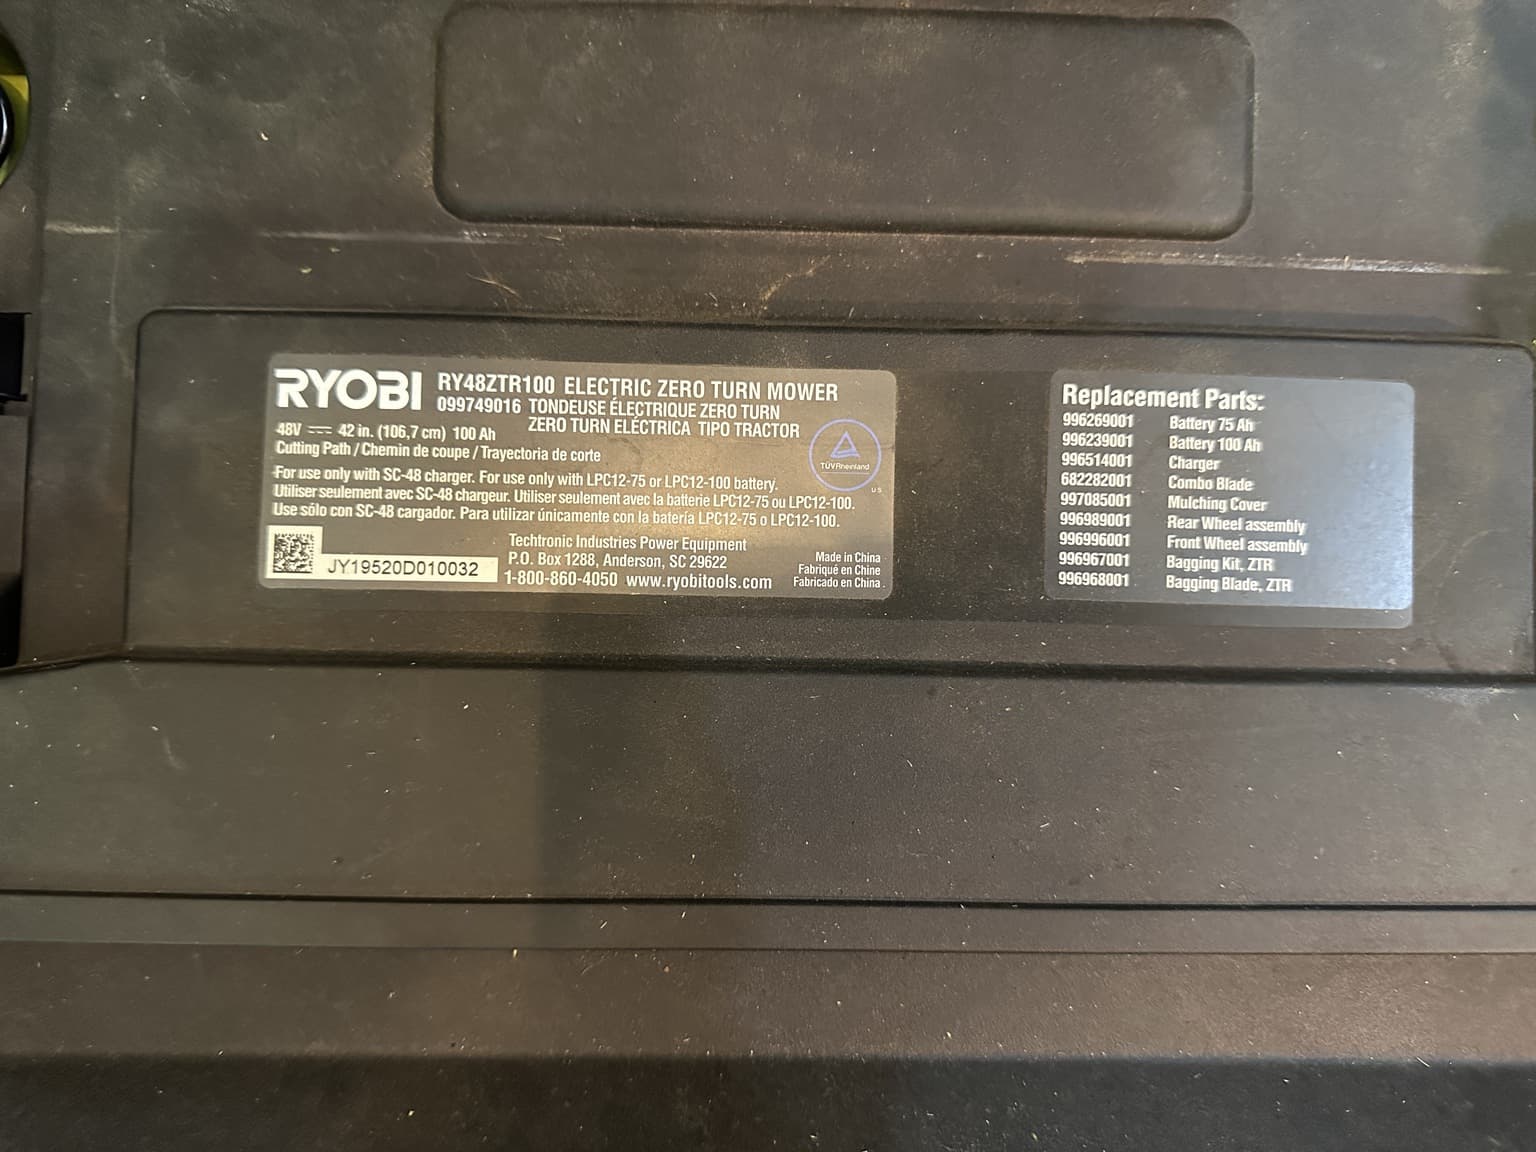 RYOBI RY48ZTR100 ELECTRIC ZERO TURN MOWER
099749016 TONDEUSE ÉLECTRIQUE ZERO TURN
ZERO TURN ELÉCTRICA TIPO TRACTOR
48V 42 in. (106,7 cm) 100 Ah
Cutting Path / Chemin de coupe / Trayectoria de corte
TÜVRheinland
US
For use only with SC-48 charger. For use only with LPC12-75 or LPC12-100 battery.
Utiliser seulement avec SC-48 chargeur. Utiliser seulement avec la batterie LPC12-75 ou LPC12-100.
Use sólo con SC-48 cargador. Para utilizar únicamente con la batería LPC12-75 o LPC12-100.
JY19520D010032
Techtronic Industries Power Equipment
P.O. Box 1288, Anderson, SC 29622
1-800-860-4050 www.ryobitools.com
Made in China
Fabriqué en Chine
Fabricado en China
Replacement Parts:
996269001 Battery 75 Ah
996239001 Battery 100 Ah
996514001 Charger
682282001 Combo Blade
997085001 Mulching Cover
996989001 Rear Wheel assembly
996996001 Front Wheel assembly
996967001 Bagging Kit, ZTR
996968001 Bagging Blade, ZTR